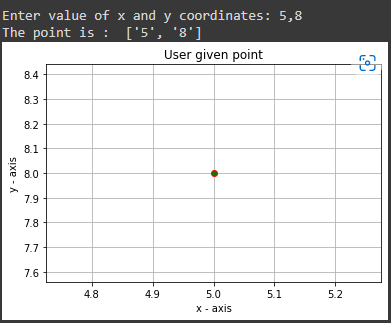 Enter value of x and y coordinates: 5,8
The point is :  ['5', '8']
User given point
8.4
8.3
8.2
8.1
8.0
7.9
7.8
7.7
7.6
y - axis
4.8 4.9 5.0 5.1 5.2
x - axis